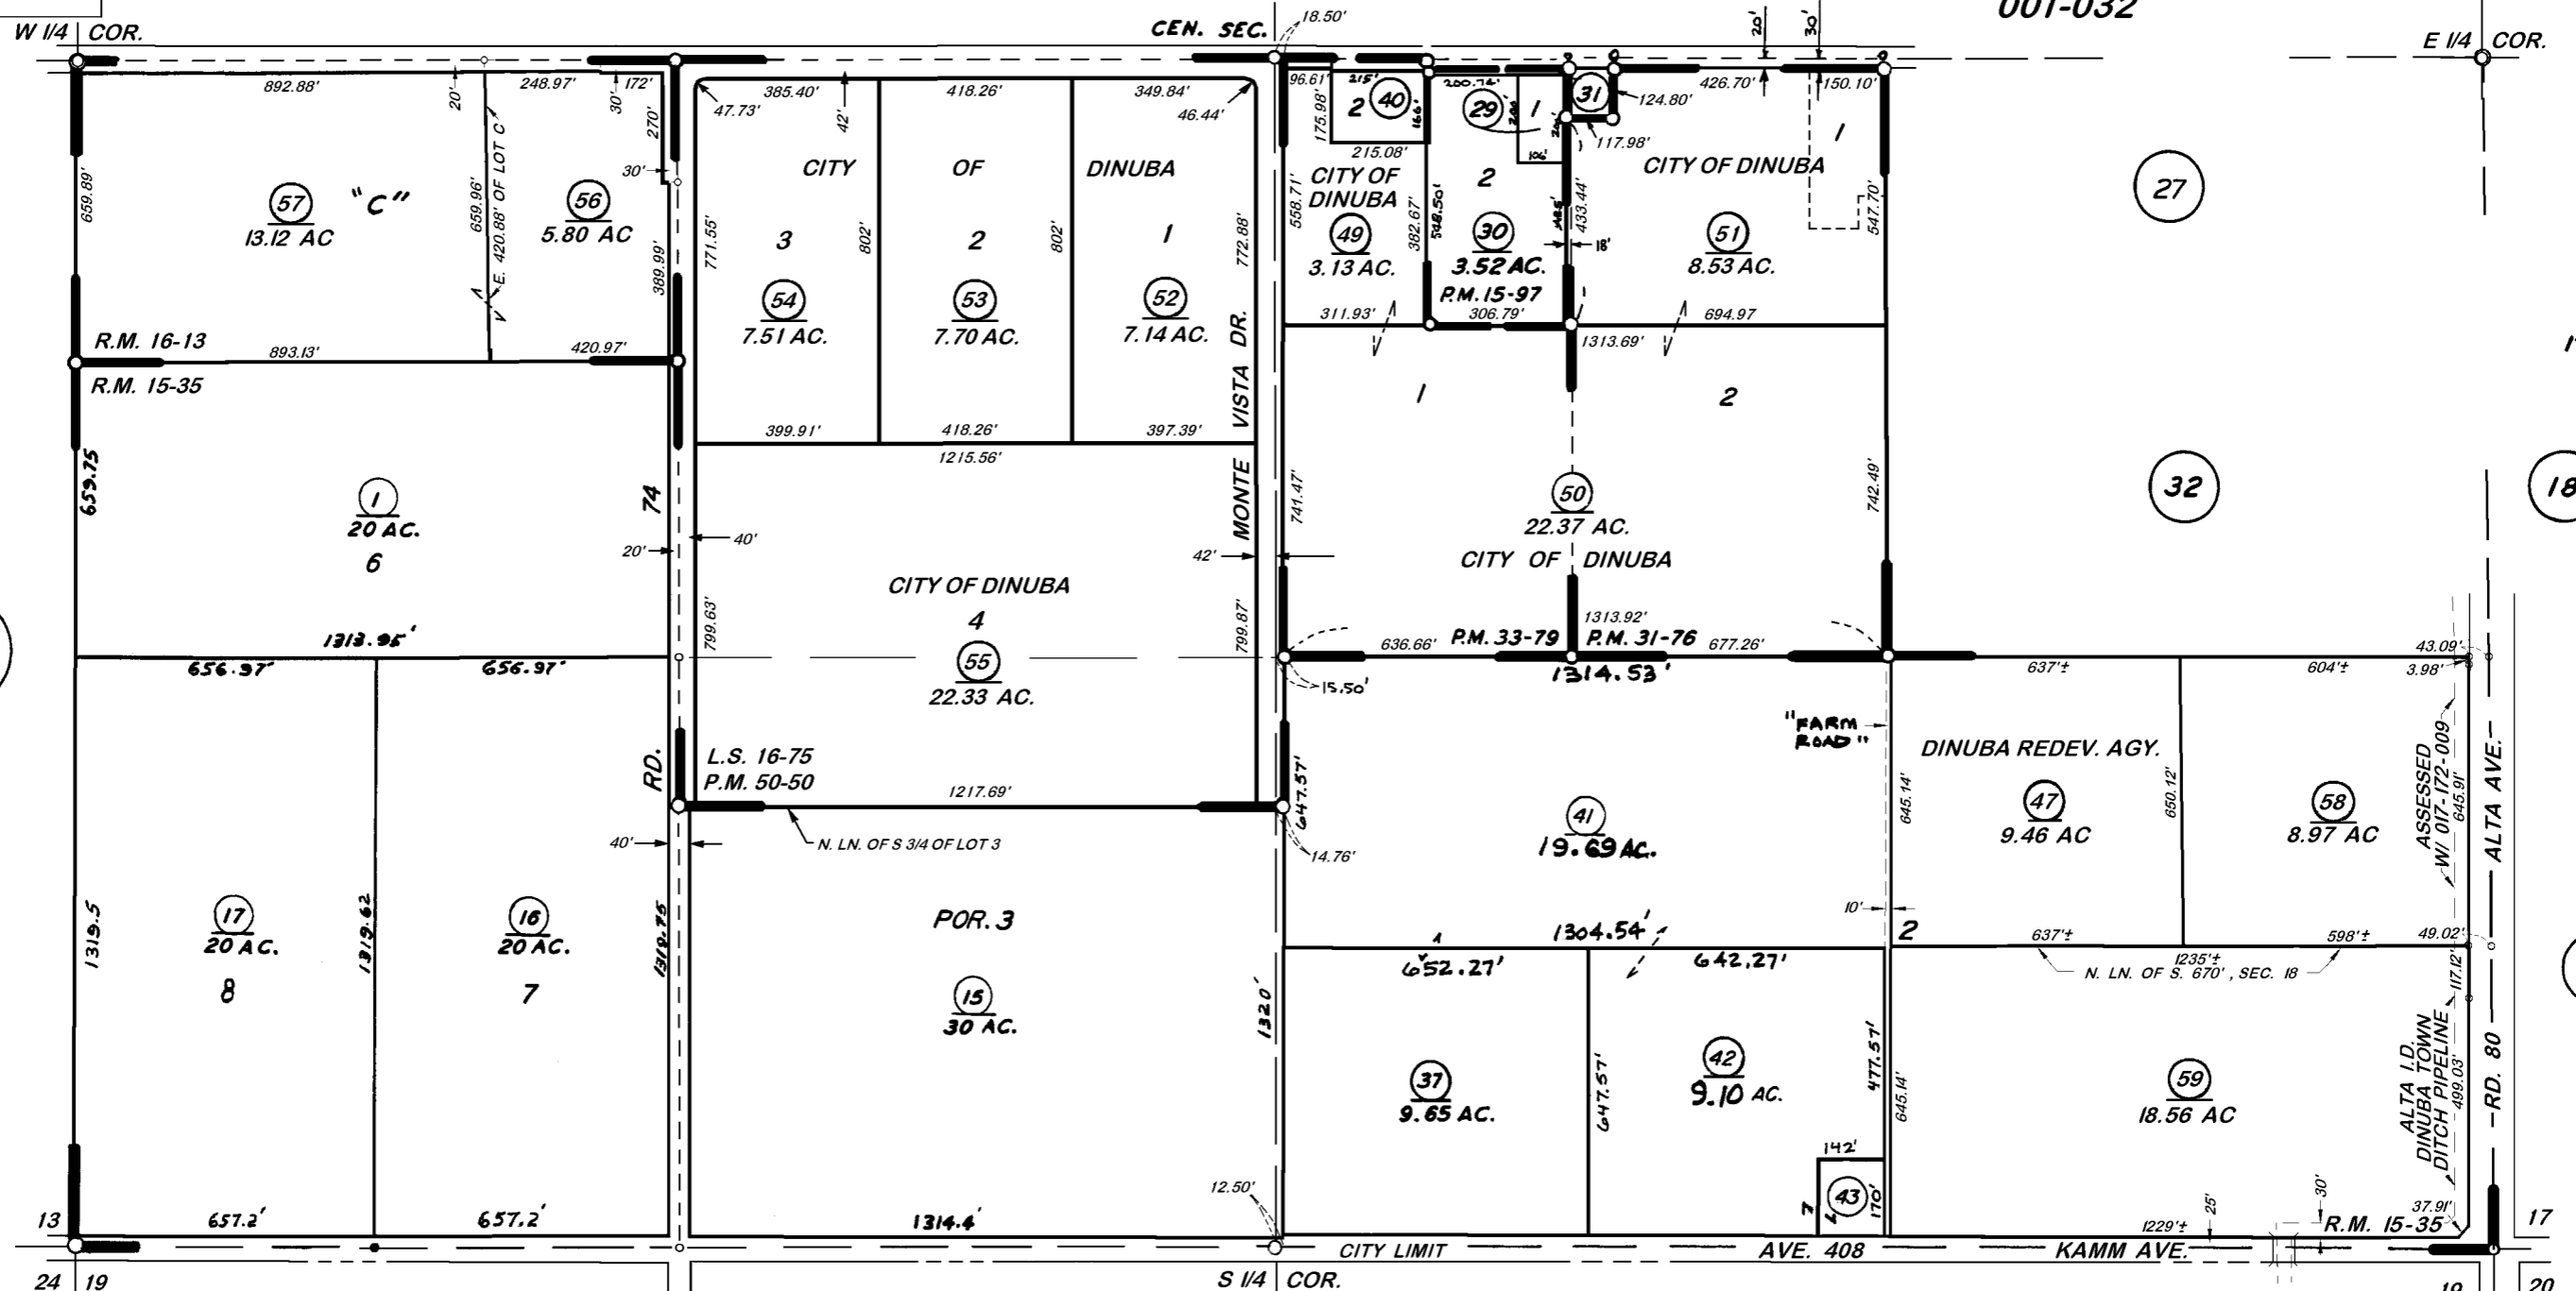 001-032
W 1/4 COR.
CEN. SEC.
18.50'
20'
30'
E 1/4 COR.
892.88'
20'
248.97'
30'
172'
270'
30'
47.73'
385.40'
42'
418.26'
349.84'
46.44'
96.61'
215'
2
40
166'
175.98'
215.08'
200.74'
29
1
200'
106'
31
124.80'
117.98'
426.70'
150.10'
1
659.89'
57
13.12 AC
"C"
659.96'
E. 420.88' OF LOT C
56
5.80 AC
389.99'
CITY OF DINUBA
771.55'
3
802'
2
802'
1
772.88'
54
7.51 AC.
53
7.70 AC.
52
7.14 AC.
CITY OF
DINUBA
558.71'
49
3.13 AC.
382.67'
548.50'
2
30
3.52 AC.
P.M. 15-97
433.44'
18'
CITY OF DINUBA
51
8.53 AC.
547.70'
27
R.M. 16-13
893.13'
420.97'
R.M. 15-35
311.93'
306.79'
694.97
1313.69'
399.91'
418.26'
397.39'
1215.56'
MONTE VISTA DR.
1
2
659.75
1
20 AC.
6
74
RD.
20'
40'
42'
741.47'
50
22.37 AC.
CITY OF DINUBA
742.49'
32
18
CITY OF DINUBA
4
799.63'
799.87'
55
22.33 AC.
1313.95'
656.97'
656.97'
636.66'
P.M. 33-79
1313.92'
P.M. 31-76
677.26'
1314.53'
15.50'
637'±
604'±
43.09'
3.98'
L.S. 16-75
P.M. 50-50
1217.69'
N. LN. OF S 3/4 OF LOT 3
40'
14.76'
647.57'
"FARM
ROAD"
DINUBA REDEV. AGY.
645.14'
47
9.46 AC
650.12'
58
8.97 AC
ASSESSED
W/ 017-172-009
645.91'
ALTA AVE.
41
19.69 AC.
10'
2
1319.5
17
20 AC.
8
1319.62
16
20 AC.
7
1319.75
POR. 3
15
30 AC.
1320'
1304.54'
652.27'
642.27'
637'±
598'±
49.02'
1235'±
N. LN. OF S. 670', SEC. 18
117.12'
37
9.65 AC.
647.57'
42
9.10 AC.
477.57'
645.14'
59
18.56 AC
ALTA I.D.
DINUBA TOWN
DITCH PIPELINE
499.03'
RD. 80
142'
43
170'
12.50'
13
657.2'
657.2'
1314.4'
1229'±
25'
30'
R.M. 15-35
37.91'
17
CITY LIMIT
AVE. 408
KAMM AVE.
24 19
S 1/4 COR.
19 20